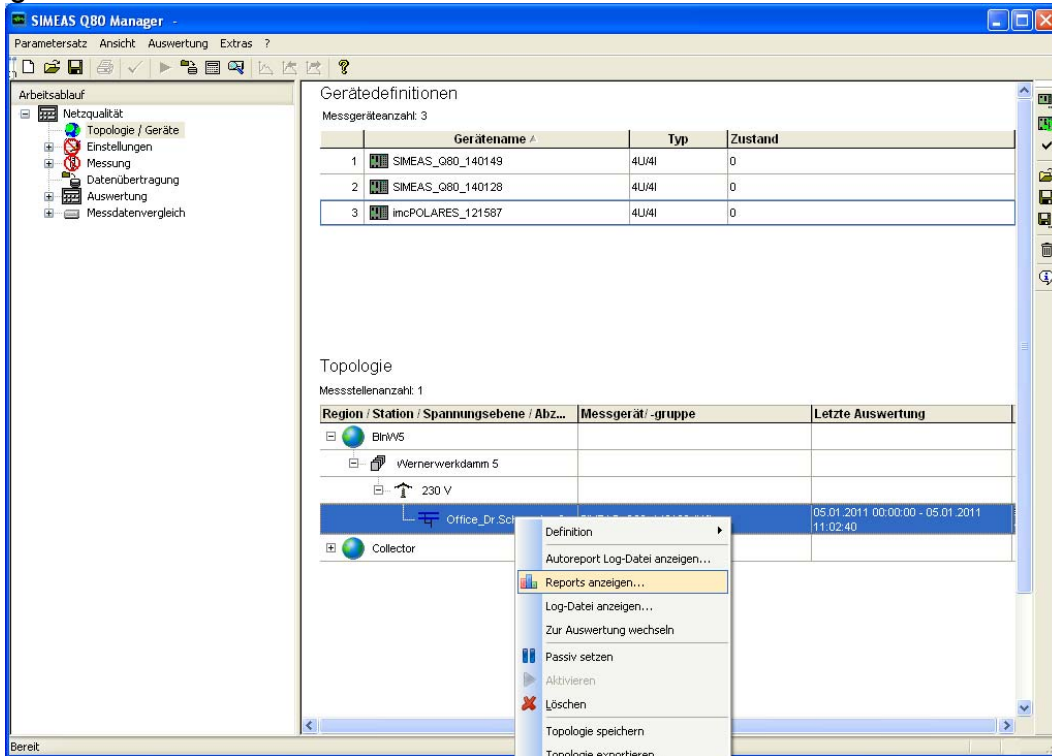 SIMEAS Q80 Manager -
Parametersatz Ansicht Auswertung Extras ?
Arbeitsablauf
Netzqualität
Topologie / Geräte
Einstellungen
Messung
Datenübertragung
Auswertung
Messdatenvergleich
Gerätedefinitionen
Messgeräteanzahl: 3
Gerätename Typ Zustand
1 SIMEAS_Q80_140149 4U/4I 0
2 SIMEAS_Q80_140128 4U/4I 0
3 imcPOLARES_121587 4U/4I 0
Topologie
Messstellenanzahl: 1
Region / Station / Spannungsebene / Abz... Messgerät/ -gruppe Letzte Auswertung
BlnW5
Wernerwerkdamm 5
230 V
05.01.2011 00:00:00 - 05.01.2011
11:02:40
Collector
Definition
Autoreport Log-Datei anzeigen...
Reports anzeigen...
Log-Datei anzeigen...
Zur Auswertung wechseln
Passiv setzen
Aktivieren
Löschen
Topologie speichern
Topologie exportieren
Bereit